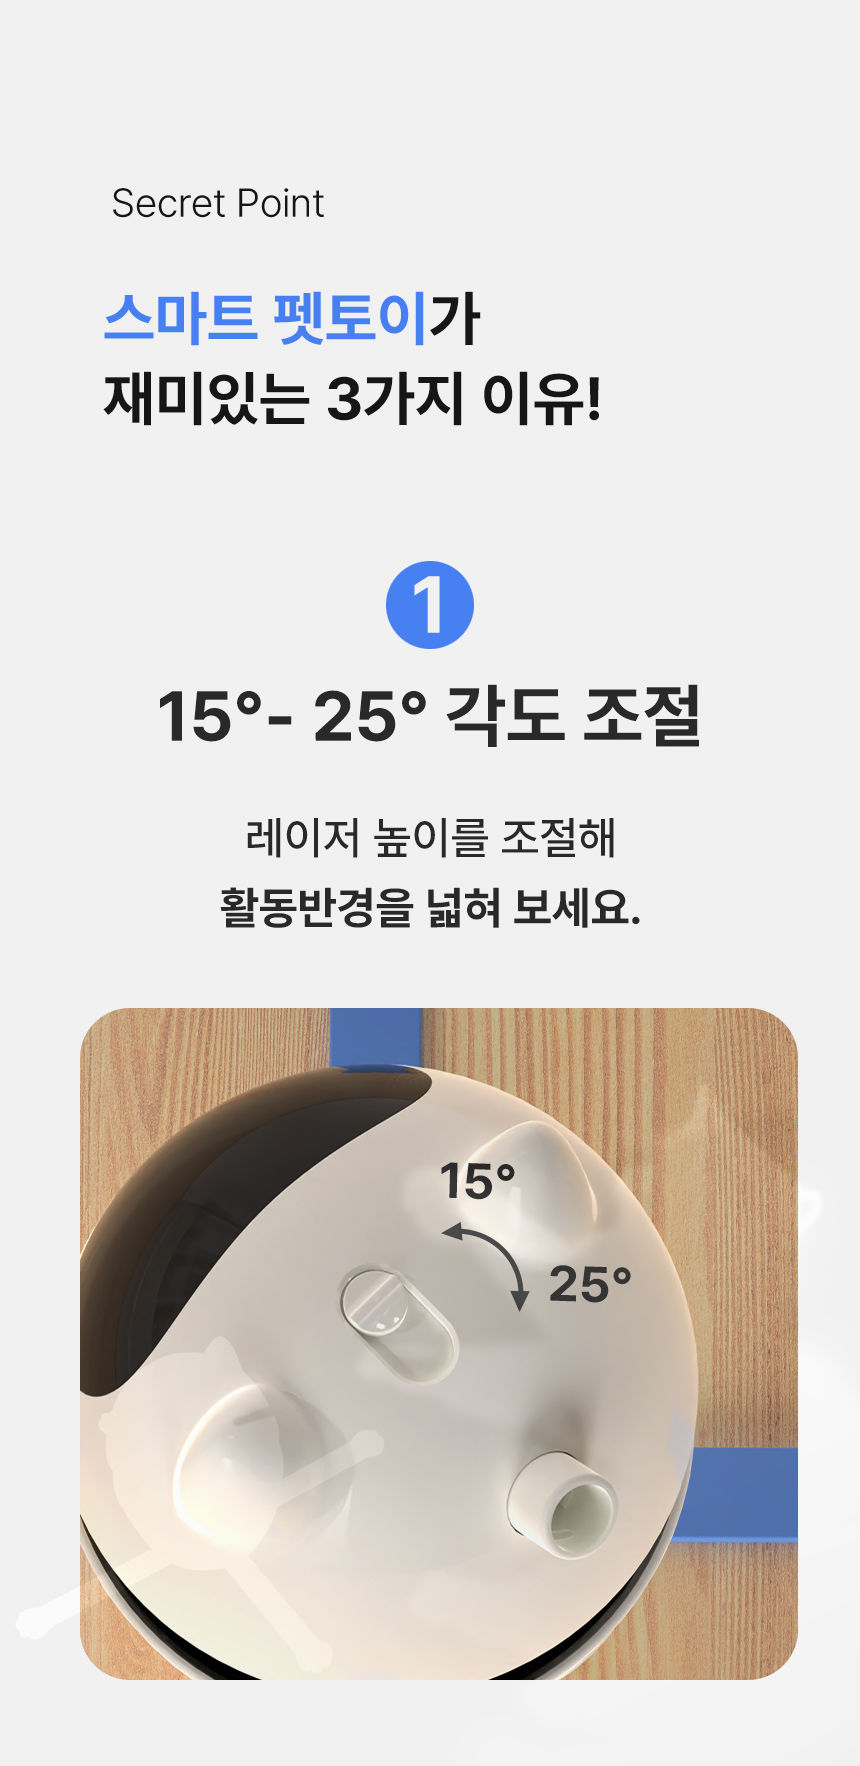 Secret Point
스마트 펫토이가
재미있는 3가지 이유!
1
15°- 25° 각도 조절
레이저 높이를 조절해
활동반경을 넓혀 보세요.
15°
25°